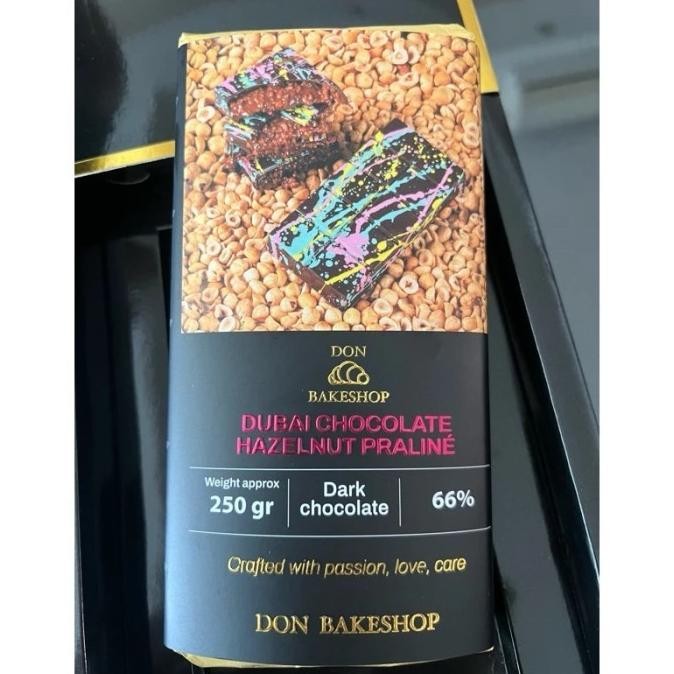 DON
BAKESHOP
DUBAI CHOCOLATE
HAZELNUT PRALINÉ
Weight approx
250 gr
Dark
chocolate
66%
Crafted with passion, love, care
DON BAKESHOP